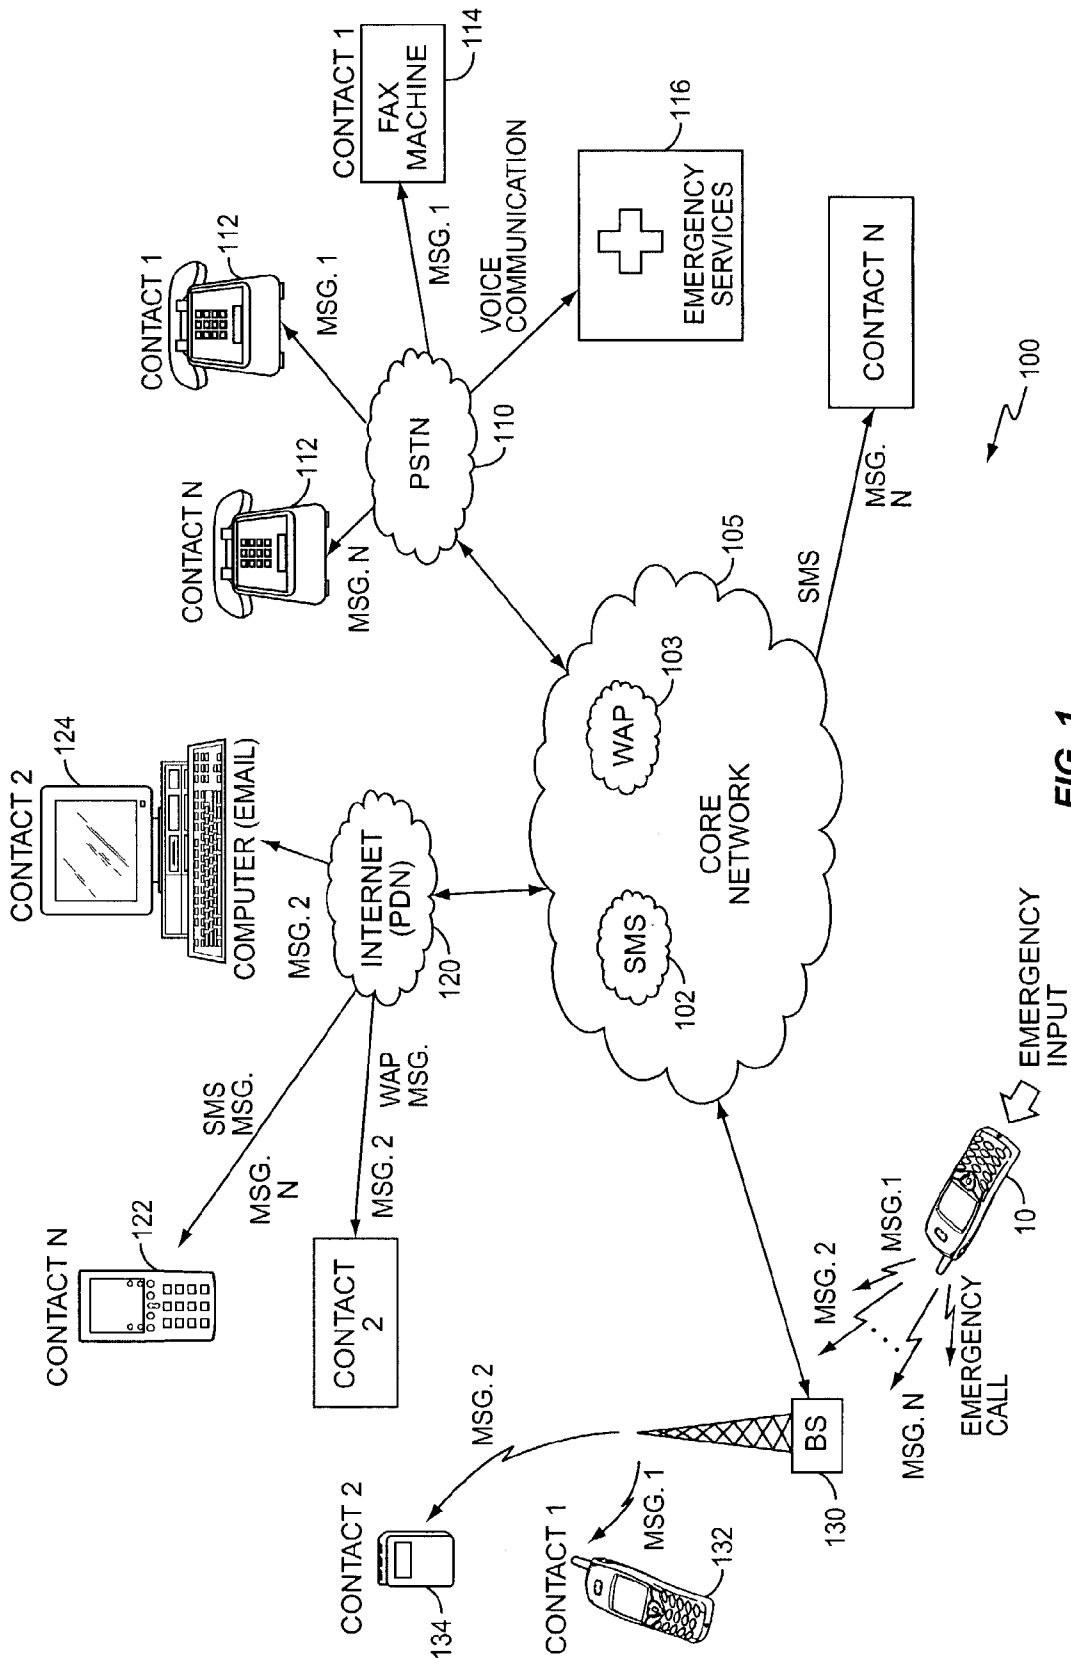 CONTACT 2
124
COMPUTER (EMAIL)
CONTACT N
122
SMS
MSG.
MSG.
N
MSG. 2
WAP
MSG.
MSG. 2
CONTACT
2
INTERNET
(PDN)
120
CONTACT N
112
MSG. N
CONTACT 1
112
MSG. 1
CONTACT 1
FAX
MACHINE
114
MSG. 1
PSTN
110
VOICE
COMMUNICATION
116
EMERGENCY
SERVICES
CONTACT 2
134
MSG. 2
CONTACT 1
132
MSG. 1
BS
130
SMS
102
WAP
103
CORE
NETWORK
105
SMS
MSG.
N
CONTACT N
MSG. 2
MSG.1
MSG. N
EMERGENCY
CALL
10
EMERGENCY
INPUT
100
FIG. 1